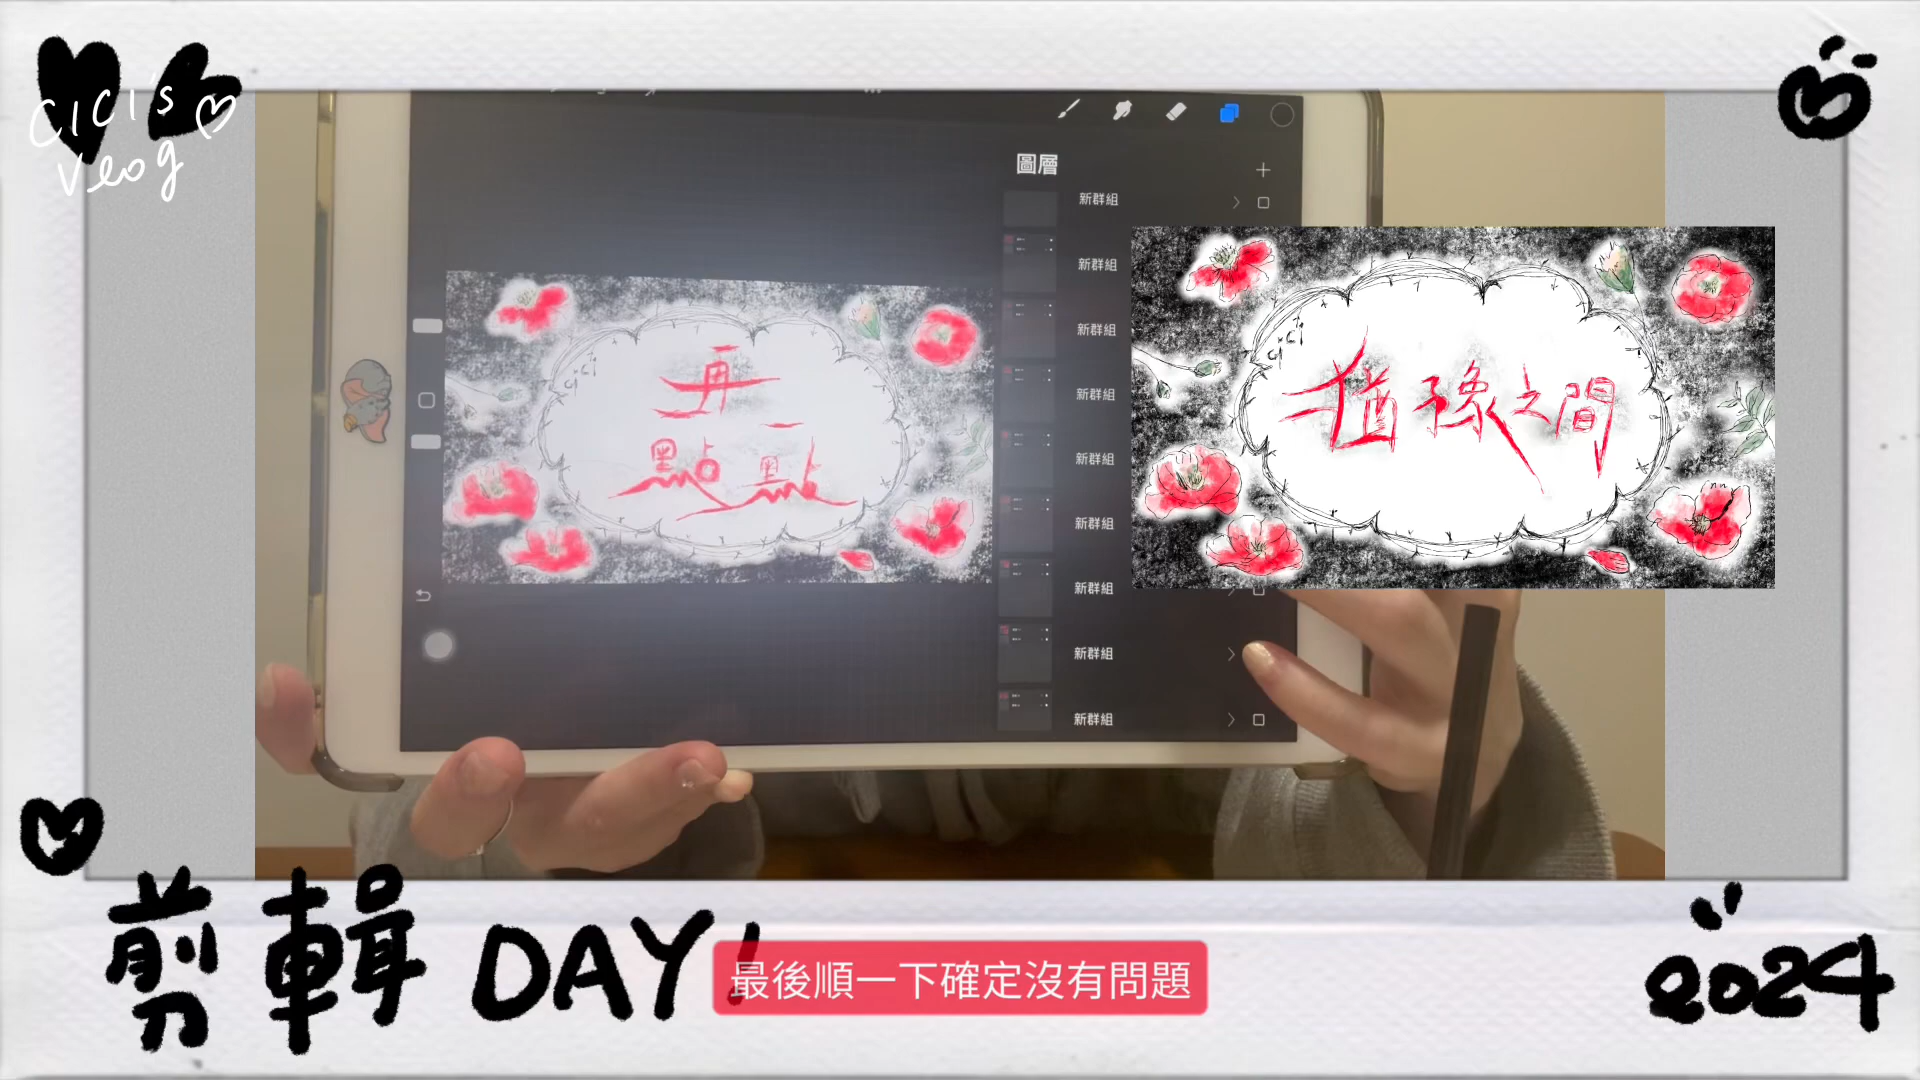 CICI's
Vlog
圖層
新群組
新群組
新群組
新群組
新群組
新群組
新群組
新群組
新群組
cici
再一
點點
cici
猶豫之間
剪輯 DAY!
最後順一下確定沒有問題
2024